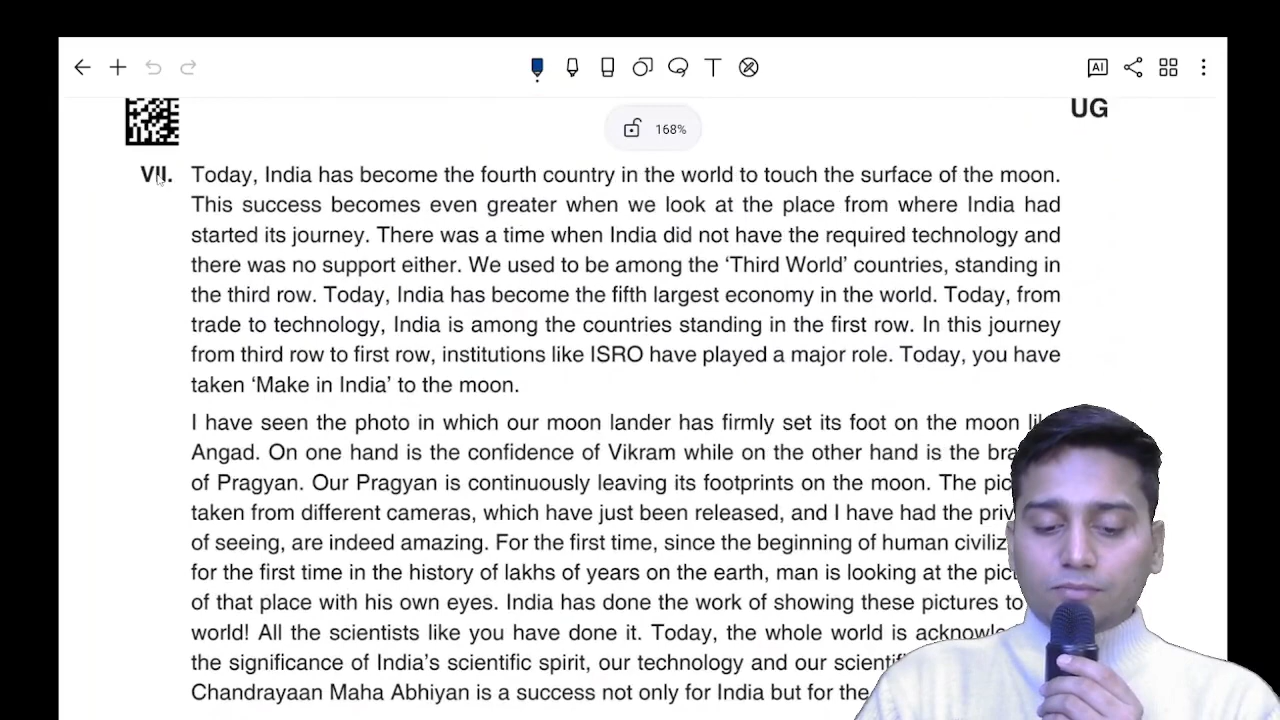 T
AI
UG
168%
VII. Today, India has become the fourth country in the world to touch the surface of the moon.
This success becomes even greater when we look at the place from where India had
started its journey. There was a time when India did not have the required technology and
there was no support either. We used to be among the ‘Third World’ countries, standing in
the third row. Today, India has become the fifth largest economy in the world. Today, from
trade to technology, India is among the countries standing in the first row. In this journey
from third row to first row, institutions like ISRO have played a major role. Today, you have
taken ‘Make in India’ to the moon.
I have seen the photo in which our moon lander has firmly set its foot on the moon
Angad. On one hand is the confidence of Vikram while on the other hand is the
of Pragyan. Our Pragyan is continuously leaving its footprints on the moon. The
taken from different cameras, which have just been released, and I have had the
of seeing, are indeed amazing. For the first time, since the beginning of human
for the first time in the history of lakhs of years on the earth, man is looking at the
of that place with his own eyes. India has done the work of showing these pictures to
world! All the scientists like you have done it. Today, the whole world is
the significance of India’s scientific spirit, our technology and our
Chandrayaan Maha Abhiyan is a success not only for India but for the